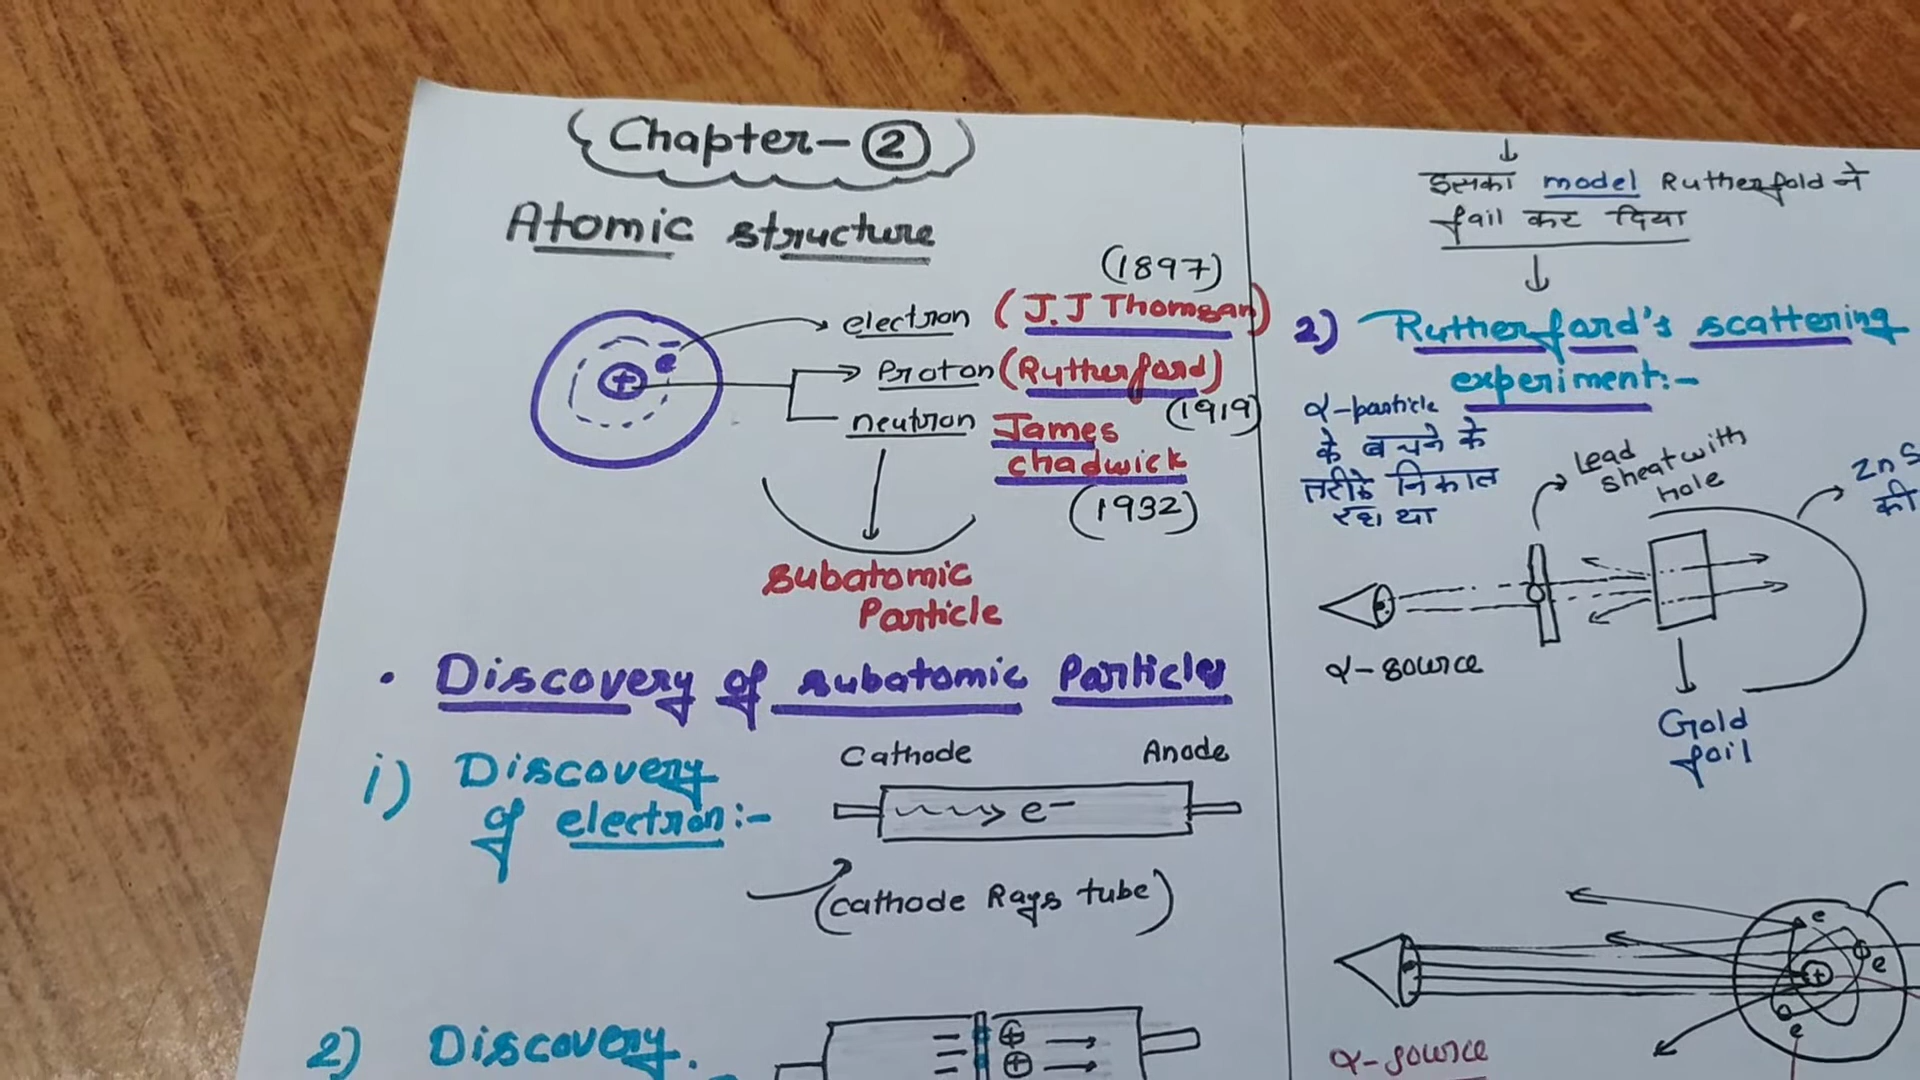 Chapter-②
Atomic structure
(1897)
electron (J.J Thomsan)
Proton (Rutherford)
(1919)
neutron James
chadwick
(1932)
subatomic
Particle
• Discovery of subatomic Particles
i) Discovery
of electron:-
Cathode Anode
e⁻
(cathode Rays tube)
2) Discovery
इसका model Rutherfold ने
fail कर दिया
2) Rutherford's scattering
experiment:-
α-particle
के बचने के
तरीके निकाल
रहा था
Lead
sheat with
hole
ZnS
की
α-source
Gold
foil
e
e
e
α-source